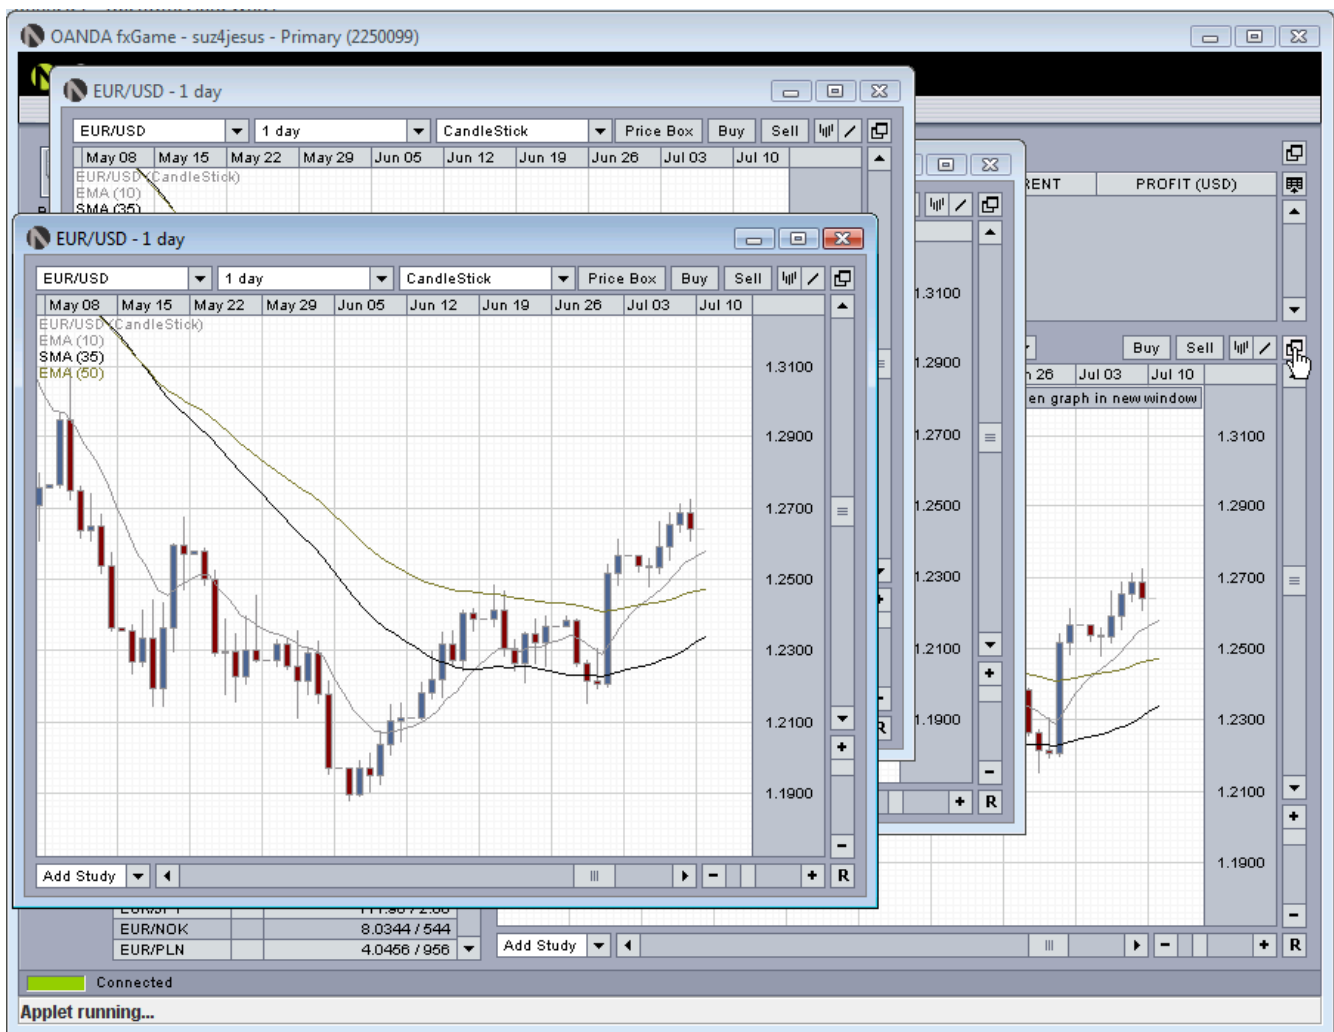 OANDA fxGame - suz4jesus - Primary (2250099)
EUR/USD - 1 day
EUR/USD 1 day CandleStick Price Box Buy Sell
May 08 May 15 May 22 May 29 Jun 05 Jun 12 Jun 19 Jun 26 Jul 03 Jul 10
EUR/USD (CandleStick)
EMA (10)
SMA (35)
PROFIT (USD)
EUR/USD - 1 day
EUR/USD 1 day CandleStick Price Box Buy Sell
May 08 May 15 May 22 May 29 Jun 05 Jun 12 Jun 19 Jun 26 Jul 03 Jul 10
EUR/USD (CandleStick)
EMA (10)
SMA (35)
EMA (50)
1.3100
1.2900
1.2700
1.2500
1.2300
1.2100
1.1900
Add Study
R
R
1.3100
1.2900
1.2700
1.2500
1.2300
1.2100
1.1900
R
Buy Sell
26 Jul 03 Jul 10
en graph in new window
1.3100
1.2900
1.2700
1.2500
1.2300
1.2100
1.1900
EUR/NOK 8.0344 / 544
EUR/PLN 4.0456 / 956
Add Study
R
Connected
Applet running...